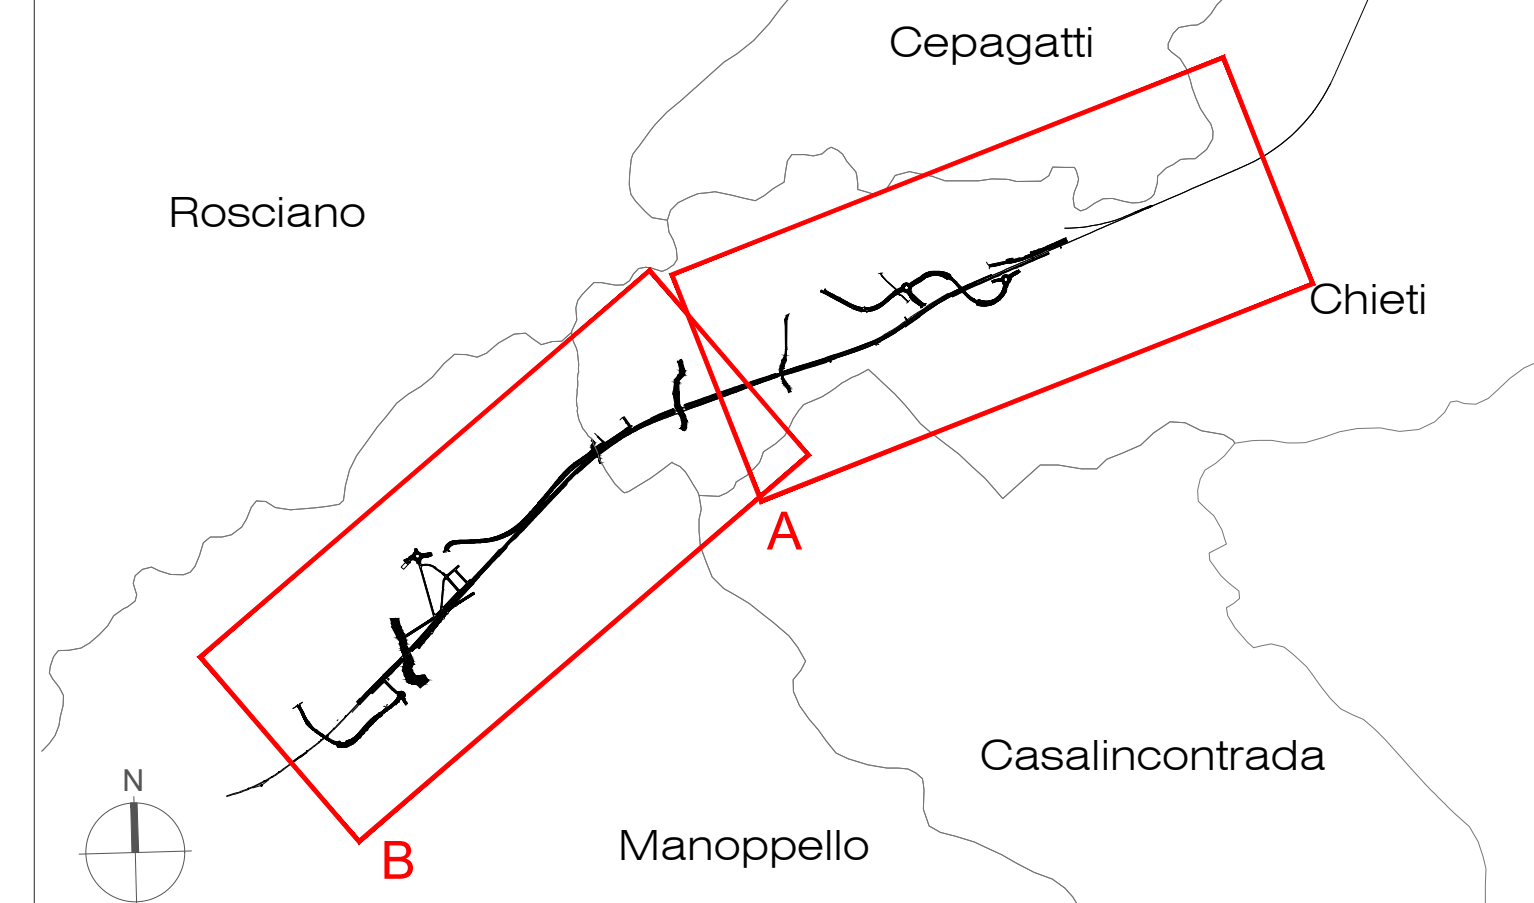 Cepagatti
Rosciano
Chieti
A
Casalincontrada
N
Manoppello
B